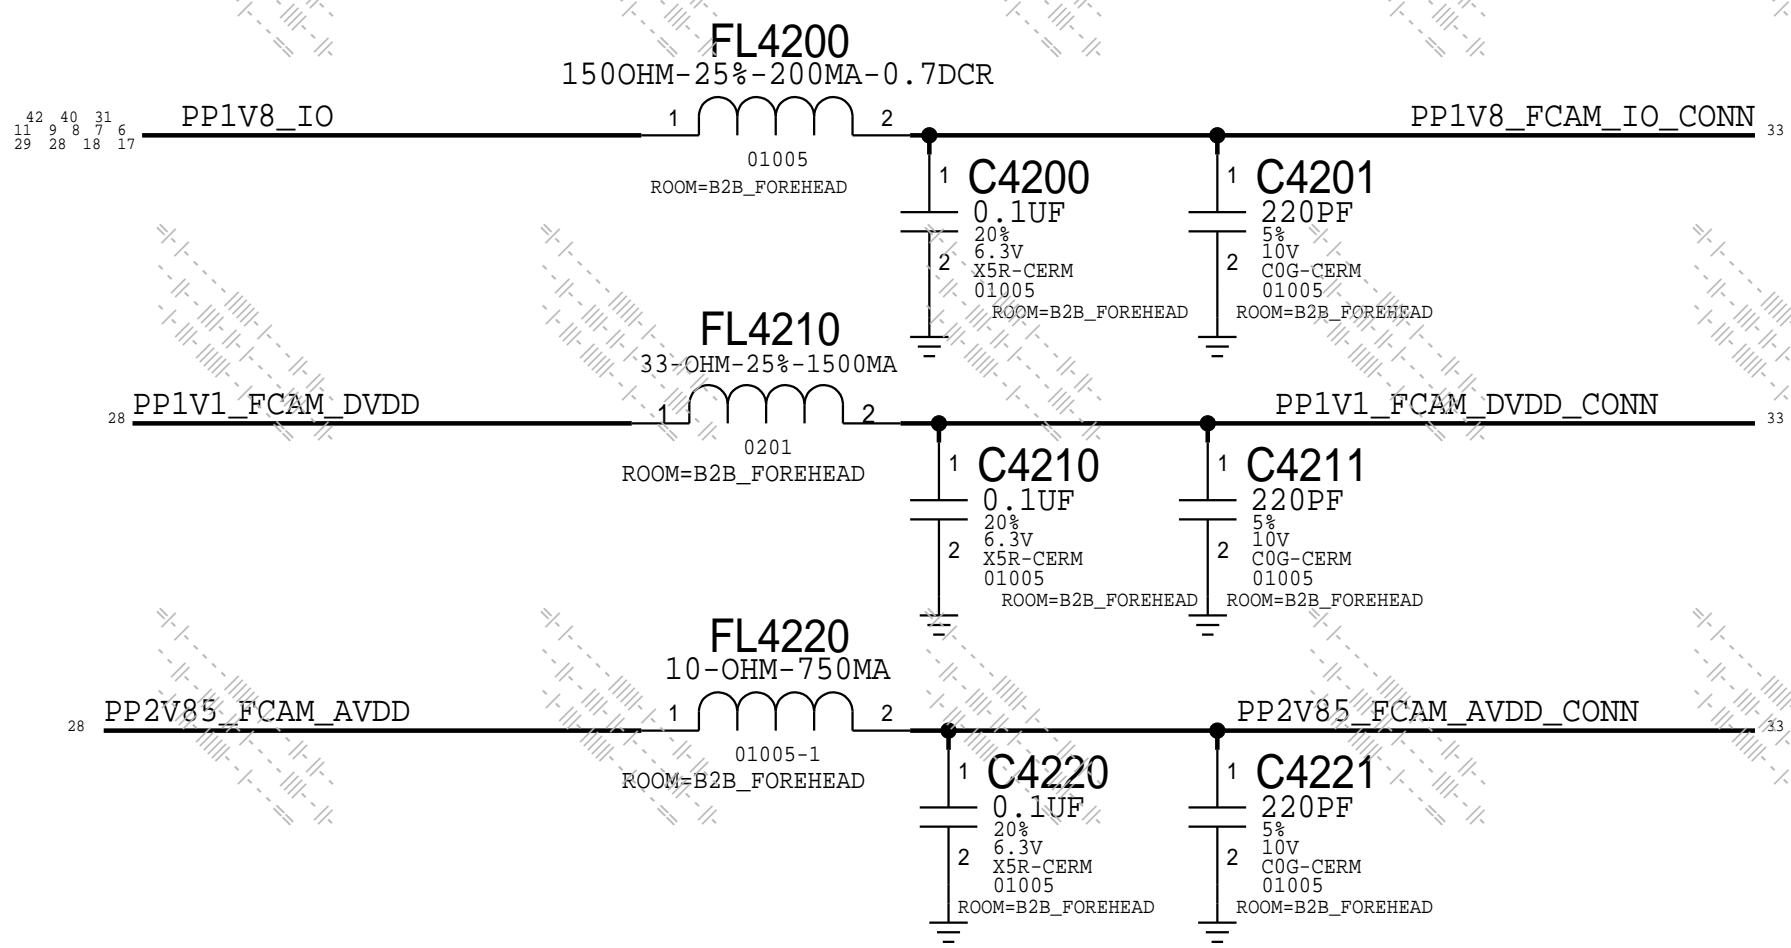 FL4200
150OHM-25%-200MA-0.7DCR
42 40 31
11 9 8 7 6
29 28 18 17
PP1V8_IO
1
2
PP1V8_FCAM_IO_CONN
33
01005
ROOM=B2B_FOREHEAD
1
C4200
0.1UF
20%
6.3V
2
X5R-CERM
01005
ROOM=B2B_FOREHEAD
1
C4201
220PF
5%
10V
2
C0G-CERM
01005
ROOM=B2B_FOREHEAD
FL4210
33-OHM-25%-1500MA
28
PP1V1_FCAM_DVDD
1
2
PP1V1_FCAM_DVDD_CONN
33
0201
ROOM=B2B_FOREHEAD
1
C4210
0.1UF
20%
6.3V
2
X5R-CERM
01005
ROOM=B2B_FOREHEAD
1
C4211
220PF
5%
10V
2
C0G-CERM
01005
ROOM=B2B_FOREHEAD
FL4220
10-OHM-750MA
28
PP2V85_FCAM_AVDD
1
2
PP2V85_FCAM_AVDD_CONN
33
01005-1
ROOM=B2B_FOREHEAD
1
C4220
0.1UF
20%
6.3V
2
X5R-CERM
01005
ROOM=B2B_FOREHEAD
1
C4221
220PF
5%
10V
2
C0G-CERM
01005
ROOM=B2B_FOREHEAD